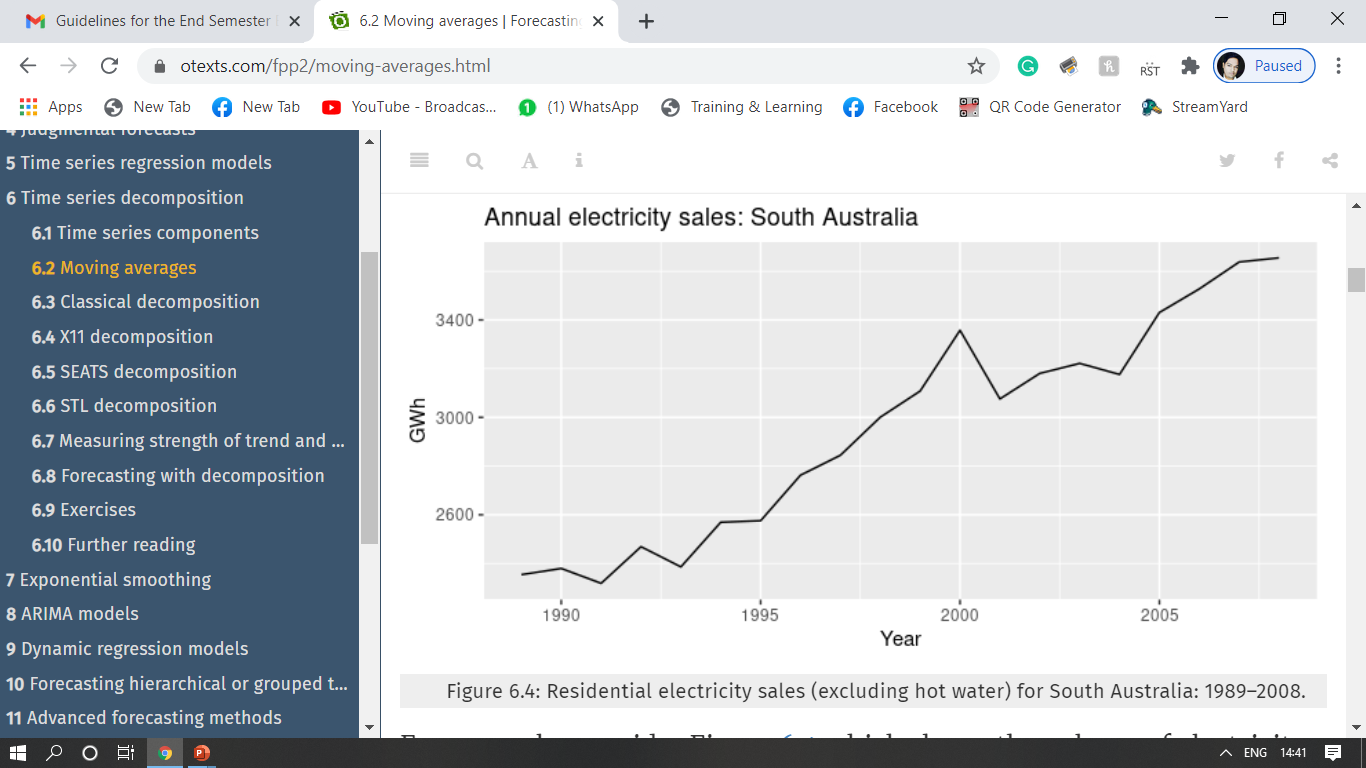 Guidelines for the End Semester
6.2 Moving averages | Forecasting
otexts.com/fpp2/moving-averages.html
RST
Paused
Apps
New Tab
New Tab
YouTube - Broadcas...
1
(1) WhatsApp
Training & Learning
Facebook
QR Code Generator
StreamYard
4 Judgmental forecasts
5 Time series regression models
6 Time series decomposition
6.1 Time series components
6.2 Moving averages
6.3 Classical decomposition
6.4 X11 decomposition
6.5 SEATS decomposition
6.6 STL decomposition
6.7 Measuring strength of trend and ...
6.8 Forecasting with decomposition
6.9 Exercises
6.10 Further reading
7 Exponential smoothing
8 ARIMA models
9 Dynamic regression models
10 Forecasting hierarchical or grouped t...
11 Advanced forecasting methods
Annual electricity sales: South Australia
GWh
3400
3000
2600
1990
1995
2000
2005
Year
Figure 6.4: Residential electricity sales (excluding hot water) for South Australia: 1989–2008.
ENG
14:41